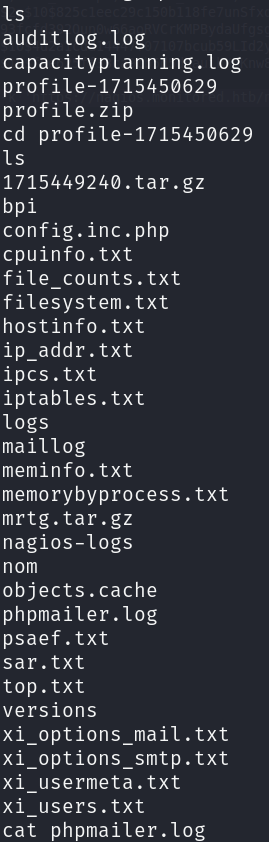 ls
auditlog.log
capacityplanning.log
profile-1715450629
profile.zip
cd profile-1715450629
ls
1715449240.tar.gz
bpi
config.inc.php
cpuinfo.txt
file_counts.txt
filesystem.txt
hostinfo.txt
ip_addr.txt
ipcs.txt
iptables.txt
logs
maillog
meminfo.txt
memorybyprocess.txt
mrtg.tar.gz
nagios-logs
nom
objects.cache
phpmailer.log
psaef.txt
sar.txt
top.txt
versions
xi_options_mail.txt
xi_options_smtp.txt
xi_usermeta.txt
xi_users.txt
cat phpmailer.log